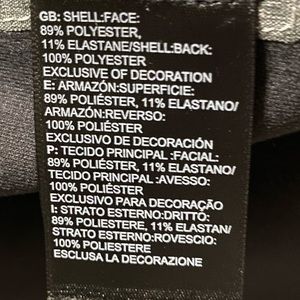 GB: SHELL:FACE:
89% POLYESTER,
11% ELASTANE/SHELL:BACK:
100% POLYESTER
EXCLUSIVE OF DECORATION
E: ARMAZÓN:SUPERFICIE:
89% POLIÉSTER, 11% ELASTANO/
ARMAZÓN:REVERSO:
100% POLIÉSTER
EXCLUSIVO DE DECORACIÓN
P: TECIDO PRINCIPAL :FACIAL:
89% POLIÉSTER, 11% ELASTANO/
TECIDO PRINCIPAL :AVESSO:
100% POLIÉSTER
EXCLUSIVO PARA DECORAÇÃO
I: STRATO ESTERNO:DRITTO:
89% POLIESTERE, 11% ELASTAN/
STRATO ESTERNO:ROVESCIO:
100% POLIESTERE
ESCLUSA LA DECORAZIONE